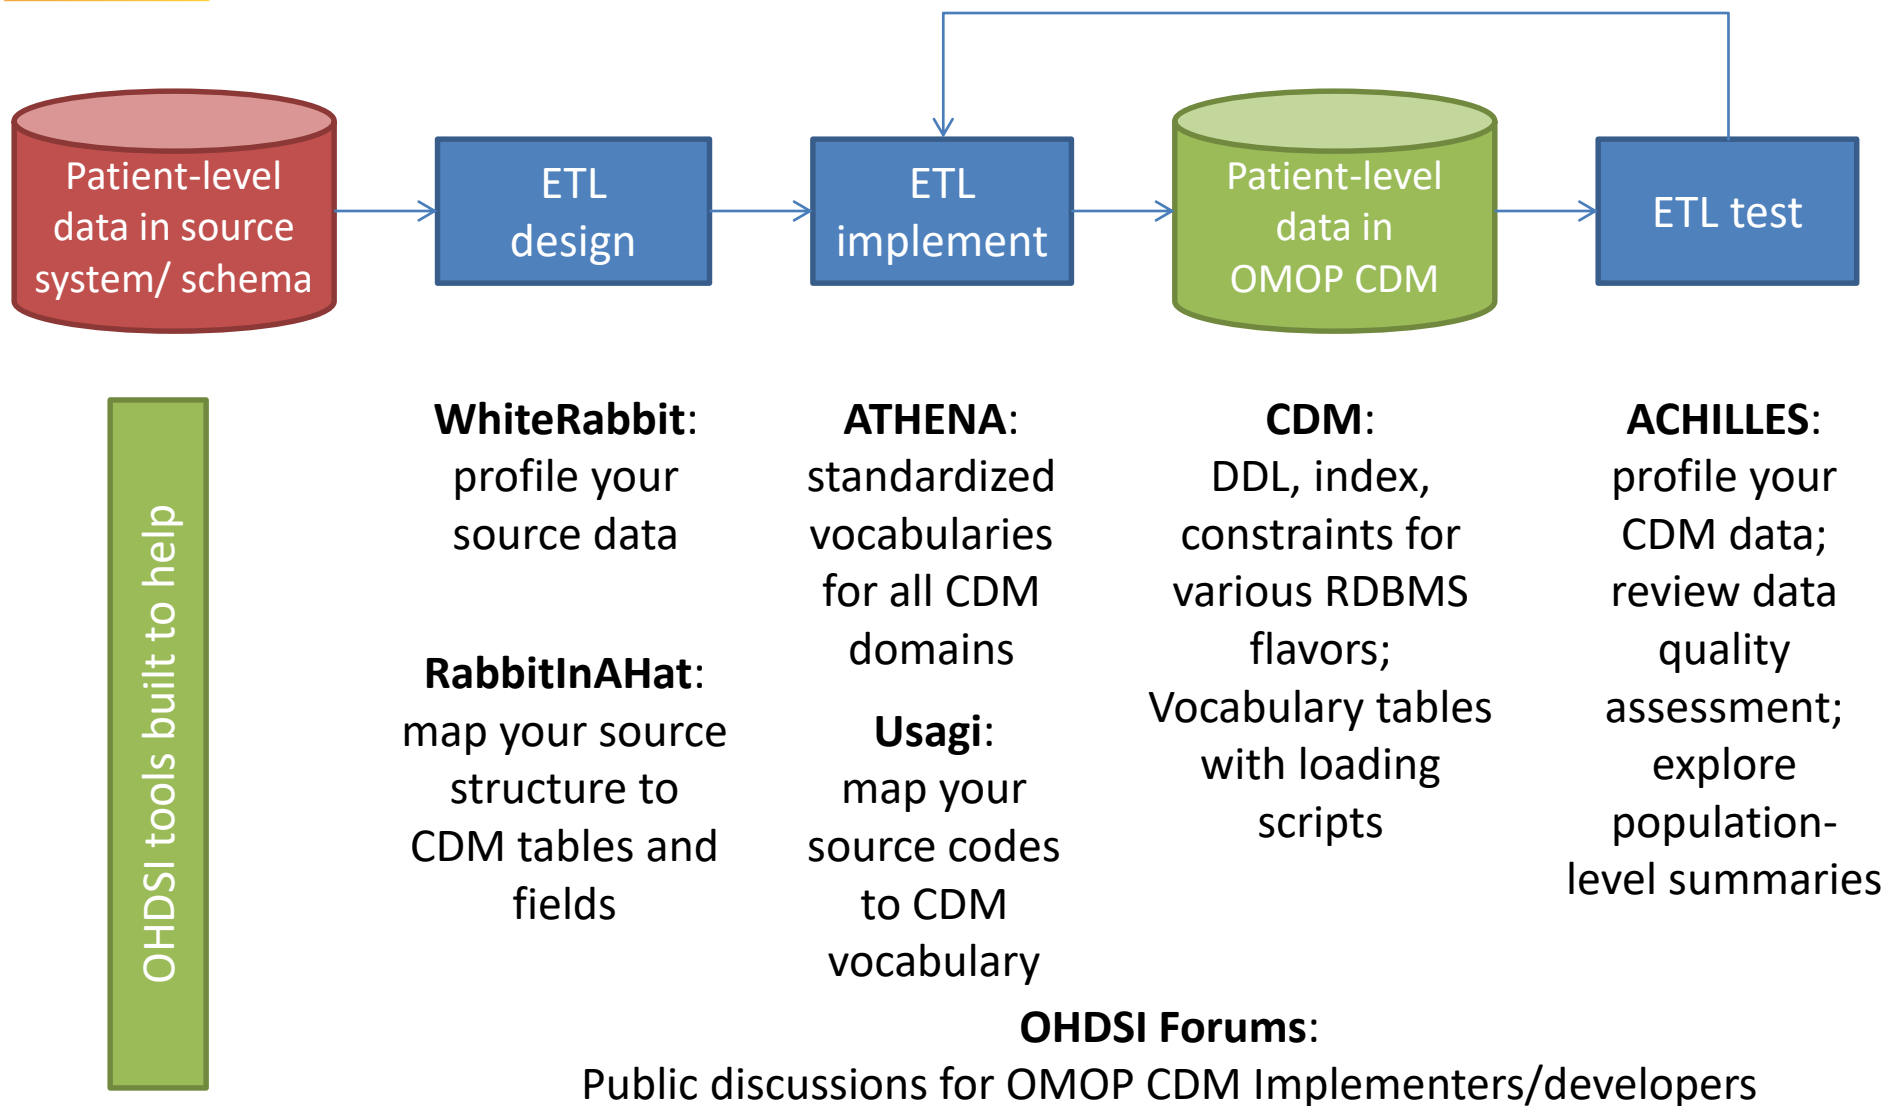 Patient-level
data in source
system/ schema
ETL
design
ETL
implement
Patient-level
data in
OMOP CDM
ETL test
OHDSI tools built to help
WhiteRabbit:
profile your
source data
RabbitInAHat:
map your source
structure to
CDM tables and
fields
ATHENA:
standardized
vocabularies
for all CDM
domains
Usagi:
map your
source codes
to CDM
vocabulary
CDM:
DDL, index,
constraints for
various RDBMS
flavors;
Vocabulary tables
with loading
scripts
ACHILLES:
profile your
CDM data;
review data
quality
assessment;
explore
population-
level summaries
OHDSI Forums:
Public discussions for OMOP CDM Implementers/developers